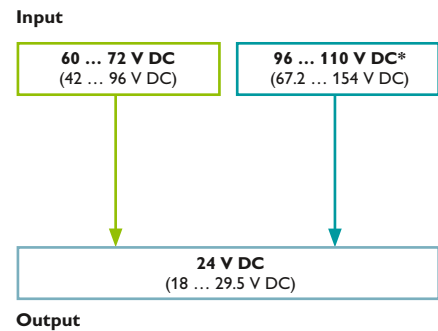 Input
60 … 72 V DC
(42 … 96 V DC)
96 … 110 V DC*
(67.2 … 154 V DC)
24 V DC
(18 … 29.5 V DC)
Output